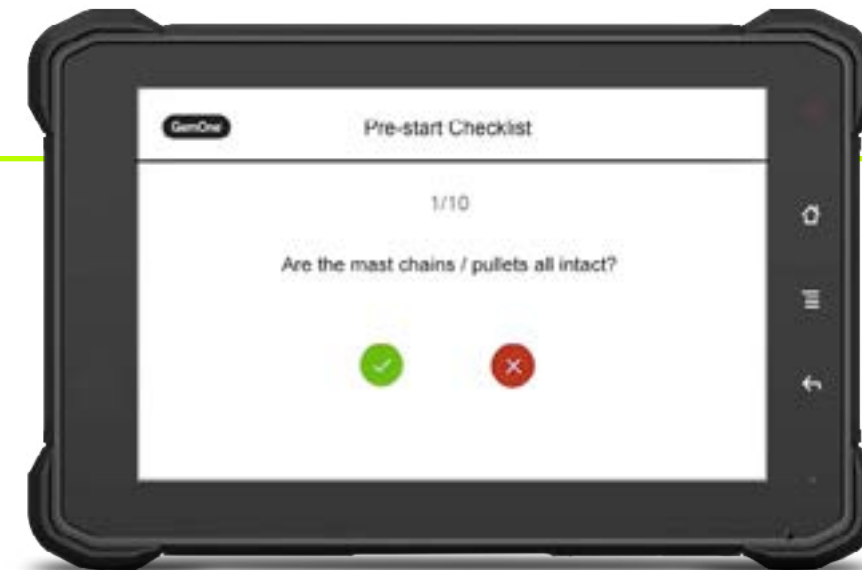 GemOne
Pre-start Checklist
1/10
Are the mast chains / pullets all intact?